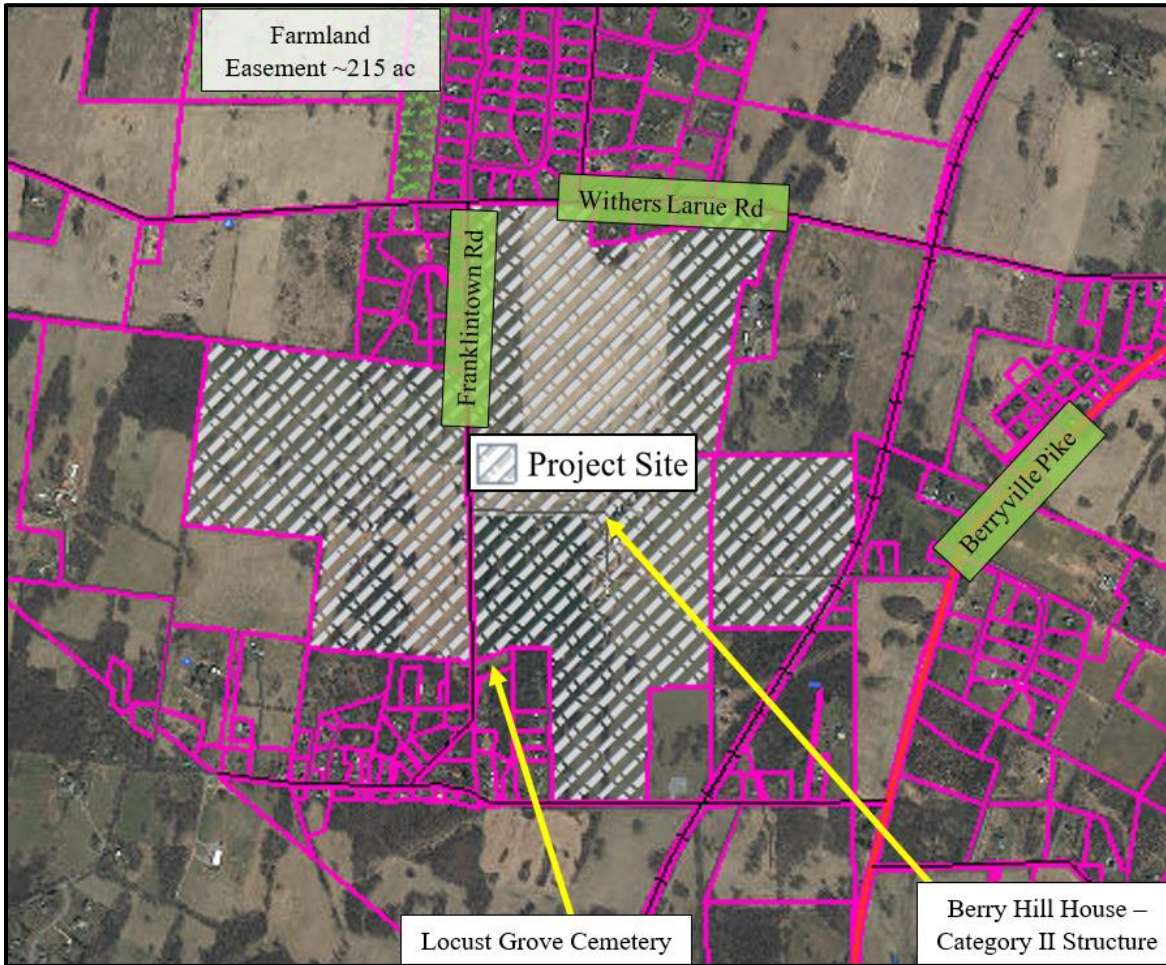 Farmland
Easement ~215 ac
Withers Larue Rd
Franklintown Rd
Project Site
Berryville Pike
Locust Grove Cemetery
Berry Hill House –
Category II Structure